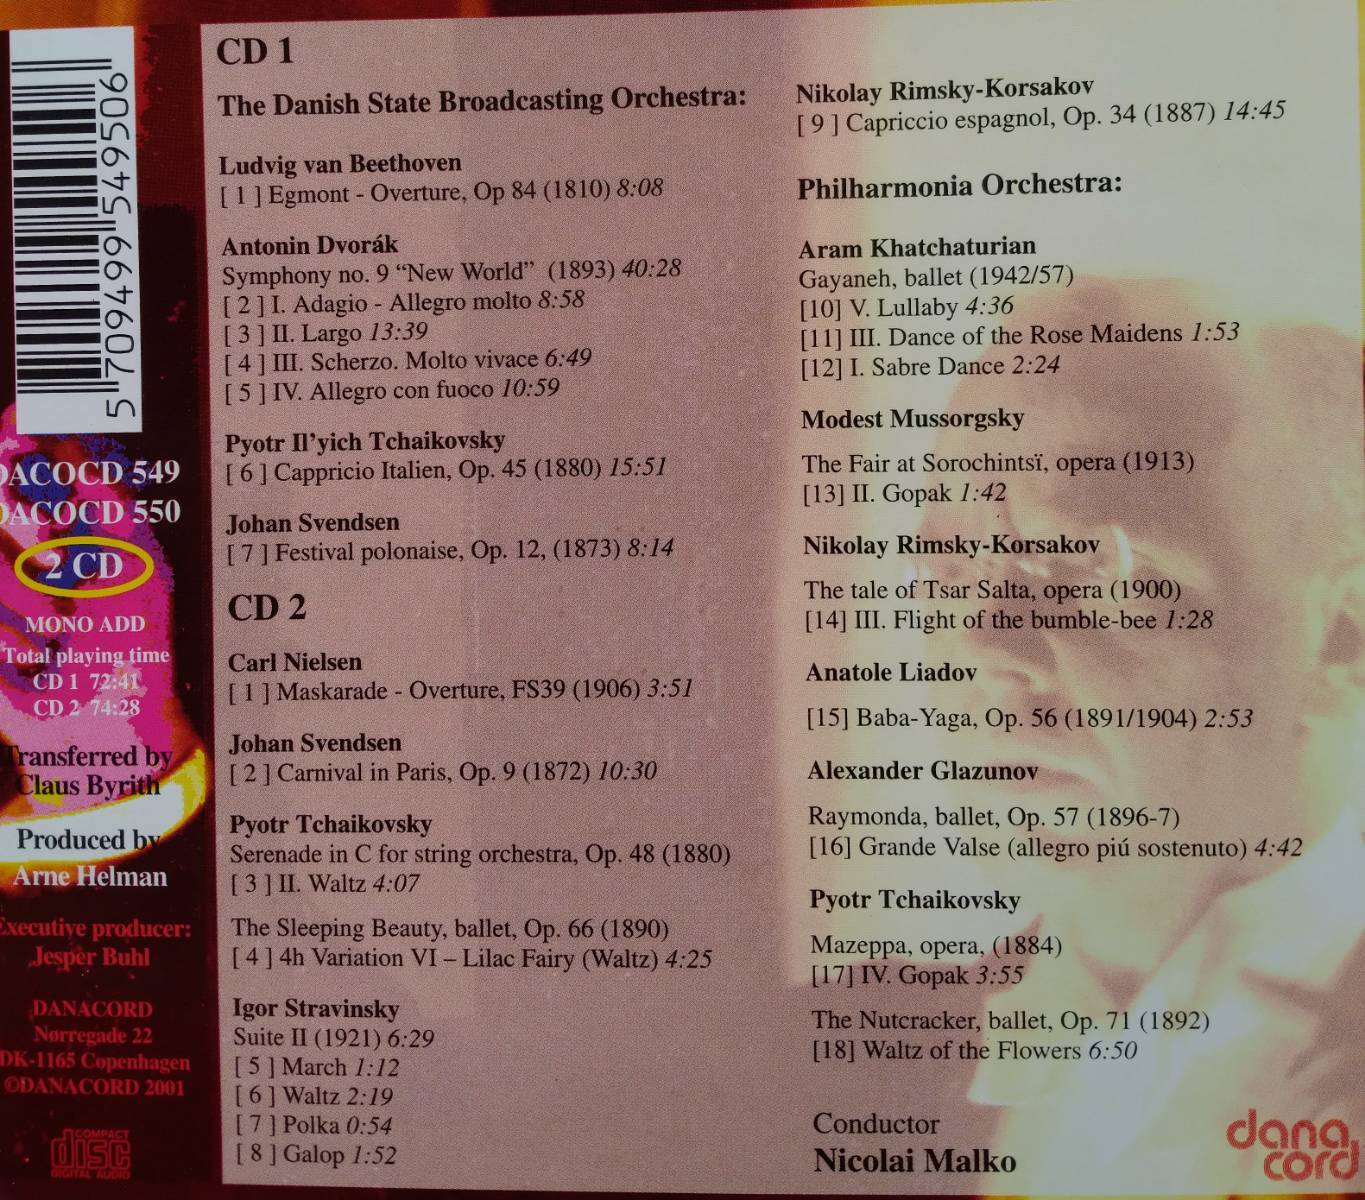 5 709499 549506
DACOCD 549
DACOCD 550
2 CD
MONO ADD
Total playing time
CD 1 72:41
CD 2 74:28
Transferred by
Claus Byrith
Produced by
Arne Helman
Executive producer:
Jesper Buhl
DANACORD
Nørregade 22
DK-1165 Copenhagen
©DANACORD 2001
COMPACT
disc
DIGITAL AUDIO
CD 1
The Danish State Broadcasting Orchestra:
Ludvig van Beethoven
[ 1 ] Egmont - Overture, Op 84 (1810) 8:08
Antonin Dvorák
Symphony no. 9 “New World” (1893) 40:28
[ 2 ] I. Adagio - Allegro molto 8:58
[ 3 ] II. Largo 13:39
[ 4 ] III. Scherzo. Molto vivace 6:49
[ 5 ] IV. Allegro con fuoco 10:59
Pyotr Il’yich Tchaikovsky
[ 6 ] Cappricio Italien, Op. 45 (1880) 15:51
Johan Svendsen
[ 7 ] Festival polonaise, Op. 12, (1873) 8:14
CD 2
Carl Nielsen
[ 1 ] Maskarade - Overture, FS39 (1906) 3:51
Johan Svendsen
[ 2 ] Carnival in Paris, Op. 9 (1872) 10:30
Pyotr Tchaikovsky
Serenade in C for string orchestra, Op. 48 (1880)
[ 3 ] II. Waltz 4:07
The Sleeping Beauty, ballet, Op. 66 (1890)
[ 4 ] 4h Variation VI – Lilac Fairy (Waltz) 4:25
Igor Stravinsky
Suite II (1921) 6:29
[ 5 ] March 1:12
[ 6 ] Waltz 2:19
[ 7 ] Polka 0:54
[ 8 ] Galop 1:52
Nikolay Rimsky-Korsakov
[ 9 ] Capriccio espagnol, Op. 34 (1887) 14:45
Philharmonia Orchestra:
Aram Khatchaturian
Gayaneh, ballet (1942/57)
[10] V. Lullaby 4:36
[11] III. Dance of the Rose Maidens 1:53
[12] I. Sabre Dance 2:24
Modest Mussorgsky
The Fair at Sorochintsï, opera (1913)
[13] II. Gopak 1:42
Nikolay Rimsky-Korsakov
The tale of Tsar Salta, opera (1900)
[14] III. Flight of the bumble-bee 1:28
Anatole Liadov
[15] Baba-Yaga, Op. 56 (1891/1904) 2:53
Alexander Glazunov
Raymonda, ballet, Op. 57 (1896-7)
[16] Grande Valse (allegro piú sostenuto) 4:42
Pyotr Tchaikovsky
Mazeppa, opera, (1884)
[17] IV. Gopak 3:55
The Nutcracker, ballet, Op. 71 (1892)
[18] Waltz of the Flowers 6:50
Conductor
Nicolai Malko
dana
cord